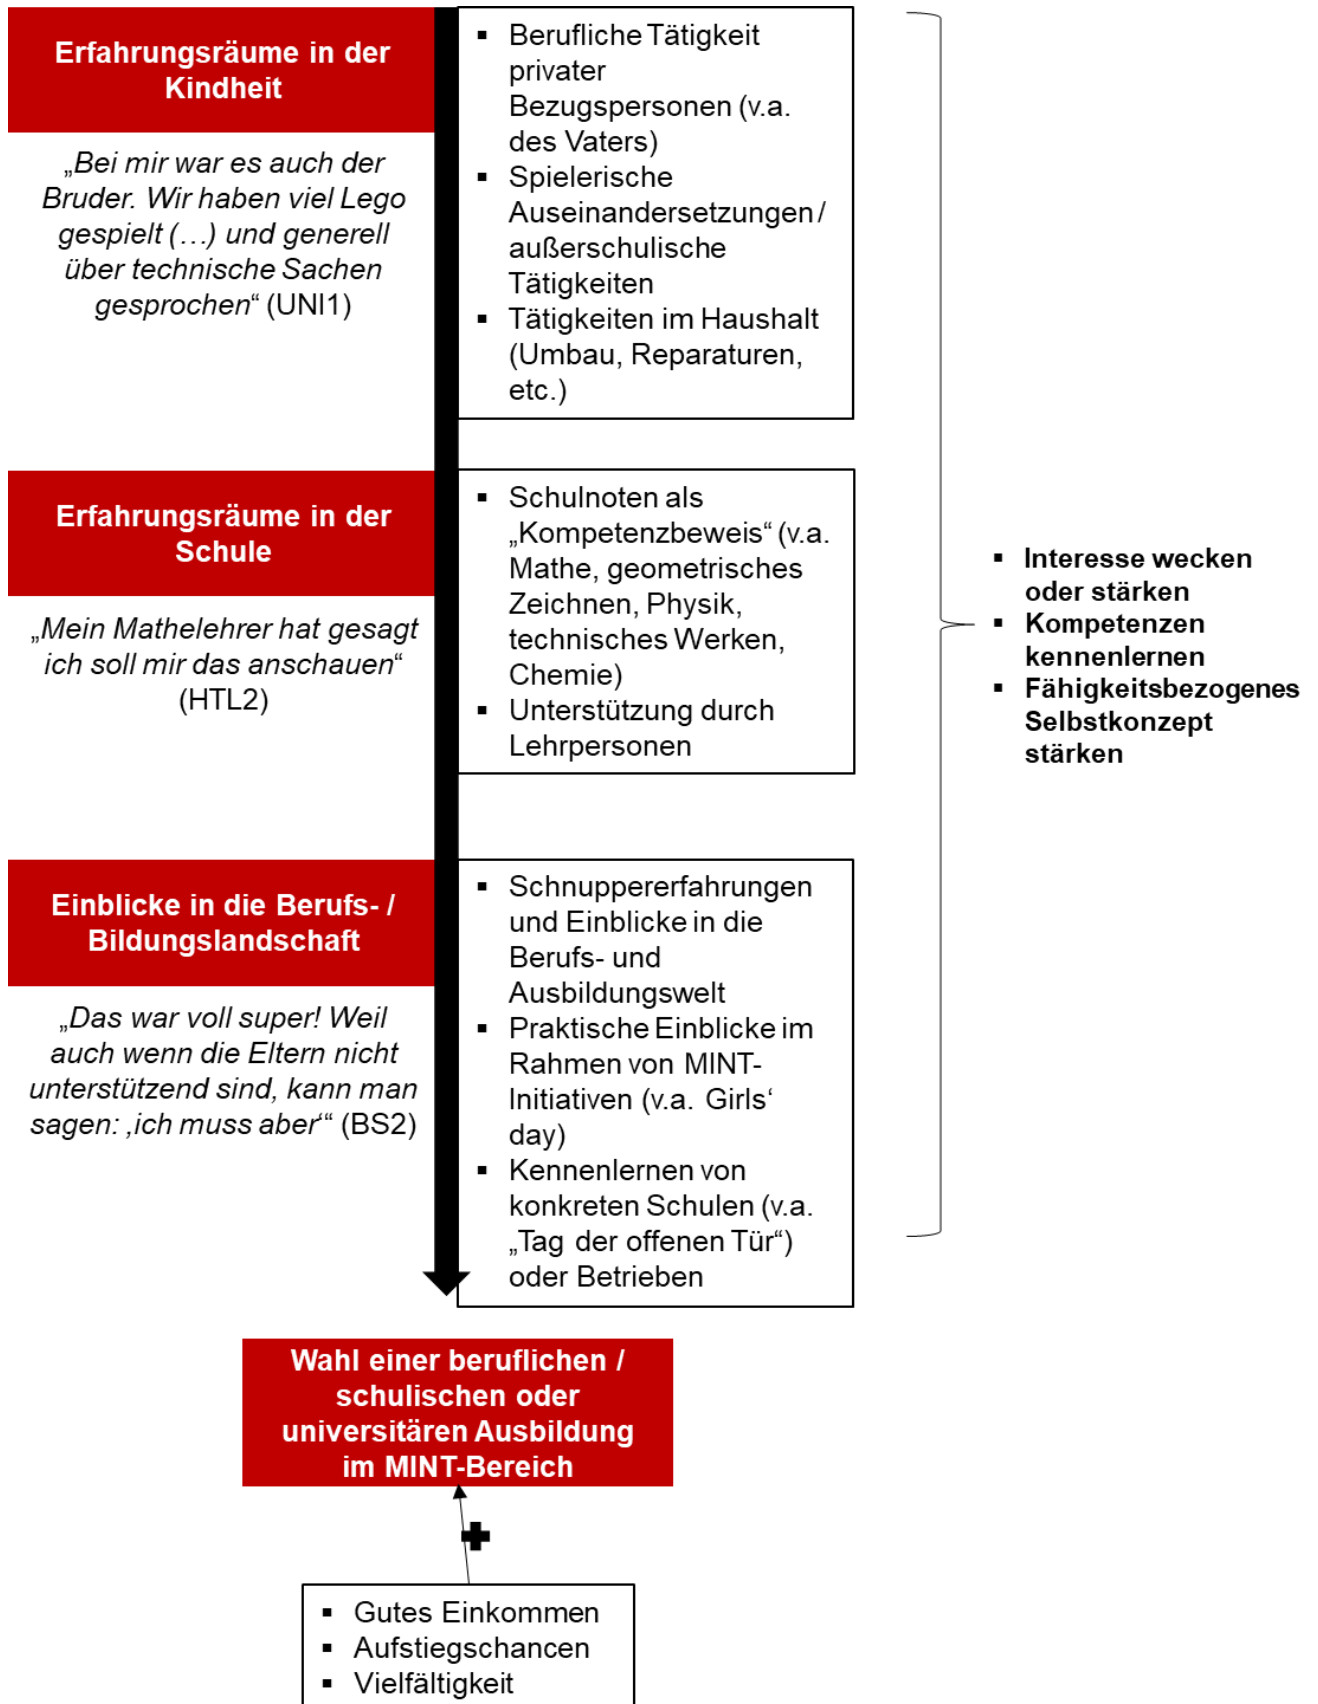 Erfahrungsräume in der
Kindheit
„Bei mir war es auch der
Bruder. Wir haben viel Lego
gespielt (…) und generell
über technische Sachen
gesprochen“ (UNI1)
▪ Berufliche Tätigkeit
privater
Bezugspersonen (v.a.
des Vaters)
▪ Spielerische
Auseinandersetzungen /
außerschulische
Tätigkeiten
▪ Tätigkeiten im Haushalt
(Umbau, Reparaturen,
etc.)
Erfahrungsräume in der
Schule
„Mein Mathelehrer hat gesagt
ich soll mir das anschauen“
(HTL2)
▪ Schulnoten als
„Kompetenzbeweis“ (v.a.
Mathe, geometrisches
Zeichnen, Physik,
technisches Werken,
Chemie)
▪ Unterstützung durch
Lehrpersonen
▪ Interesse wecken
oder stärken
▪ Kompetenzen
kennenlernen
▪ Fähigkeitsbezogenes
Selbstkonzept
stärken
Einblicke in die Berufs- /
Bildungslandschaft
„Das war voll super! Weil
auch wenn die Eltern nicht
unterstützend sind, kann man
sagen: ‚ich muss aber‘“ (BS2)
▪ Schnuppererfahrungen
und Einblicke in die
Berufs- und
Ausbildungswelt
▪ Praktische Einblicke im
Rahmen von MINT-
Initiativen (v.a. Girls‘
day)
▪ Kennenlernen von
konkreten Schulen (v.a.
„Tag der offenen Tür“)
oder Betrieben
Wahl einer beruflichen /
schulischen oder
universitären Ausbildung
im MINT-Bereich
▪ Gutes Einkommen
▪ Aufstiegschancen
▪ Vielfältigkeit